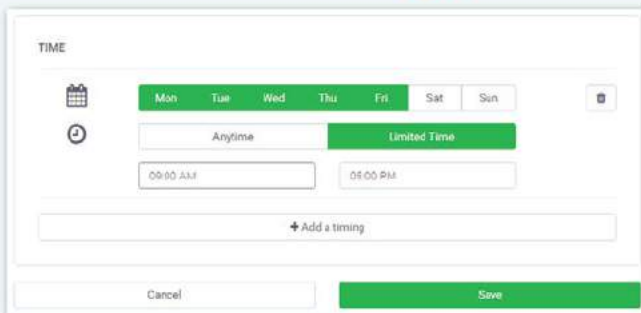 TIME
Mon Tue Wed Thu Fri Sat Sun
Anytime Limited Time
09:00 AM 05:00 PM
+ Add a timing
Cancel Save